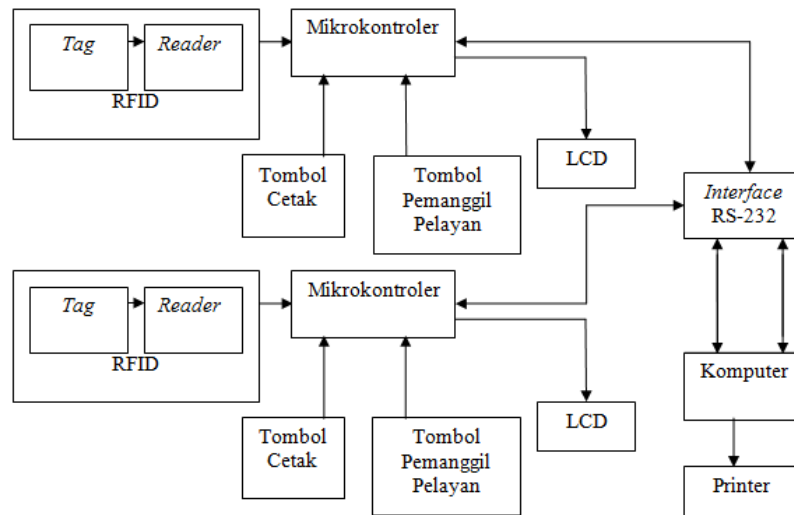 Tag
Reader
RFID
Mikrokontroler
Tombol
Cetak
Tombol
Pemanggil
Pelayan
LCD
Interface
RS-232
Tag
Reader
RFID
Mikrokontroler
Tombol
Cetak
Tombol
Pemanggil
Pelayan
LCD
Komputer
Printer